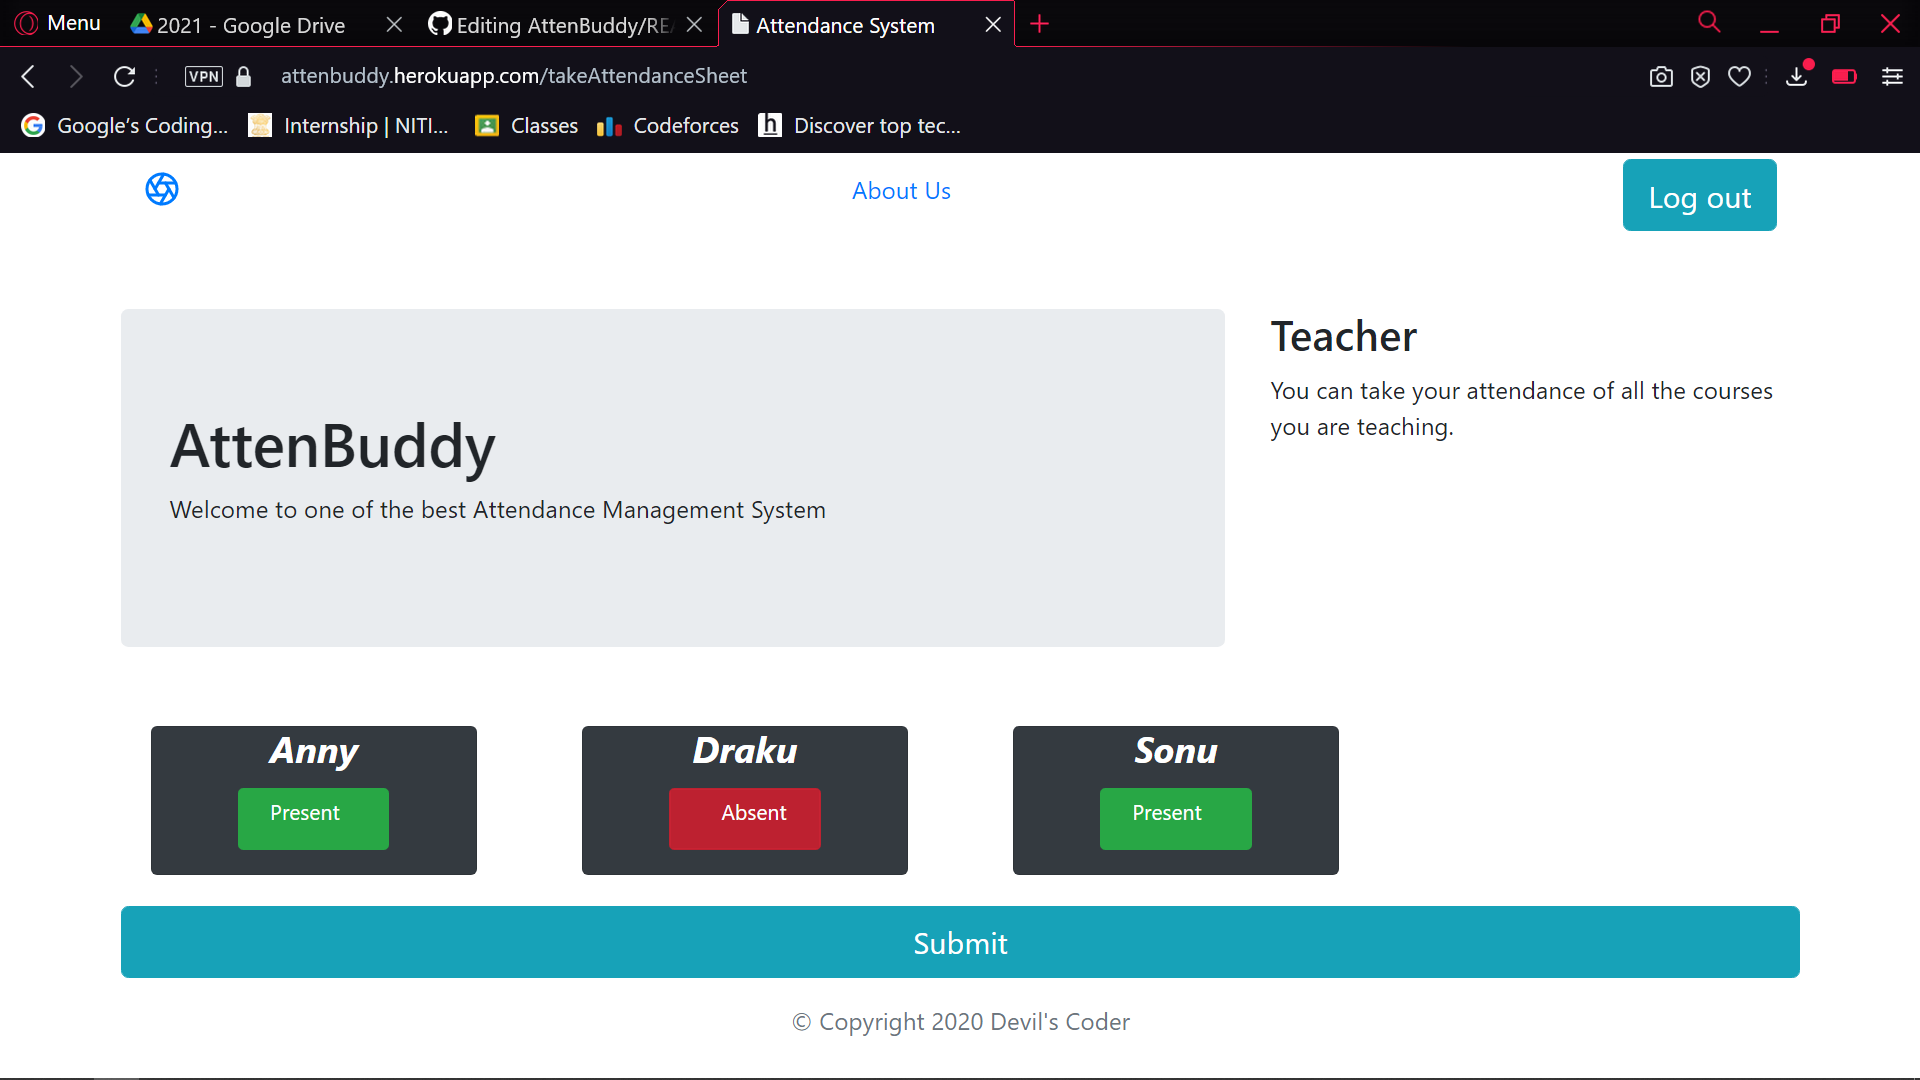 Menu
2021 - Google Drive
Editing AttenBuddy/RE
Attendance System
VPN
attenbuddy.herokuapp.com/takeAttendanceSheet
Google's Coding...
Internship | NITI...
Classes
Codeforces
h Discover top tec...
About Us
Log out
AttenBuddy
Welcome to one of the best Attendance Management System
Teacher
You can take your attendance of all the courses
you are teaching.
Anny
Present
Draku
Absent
Sonu
Present
Submit
© Copyright 2020 Devil's Coder